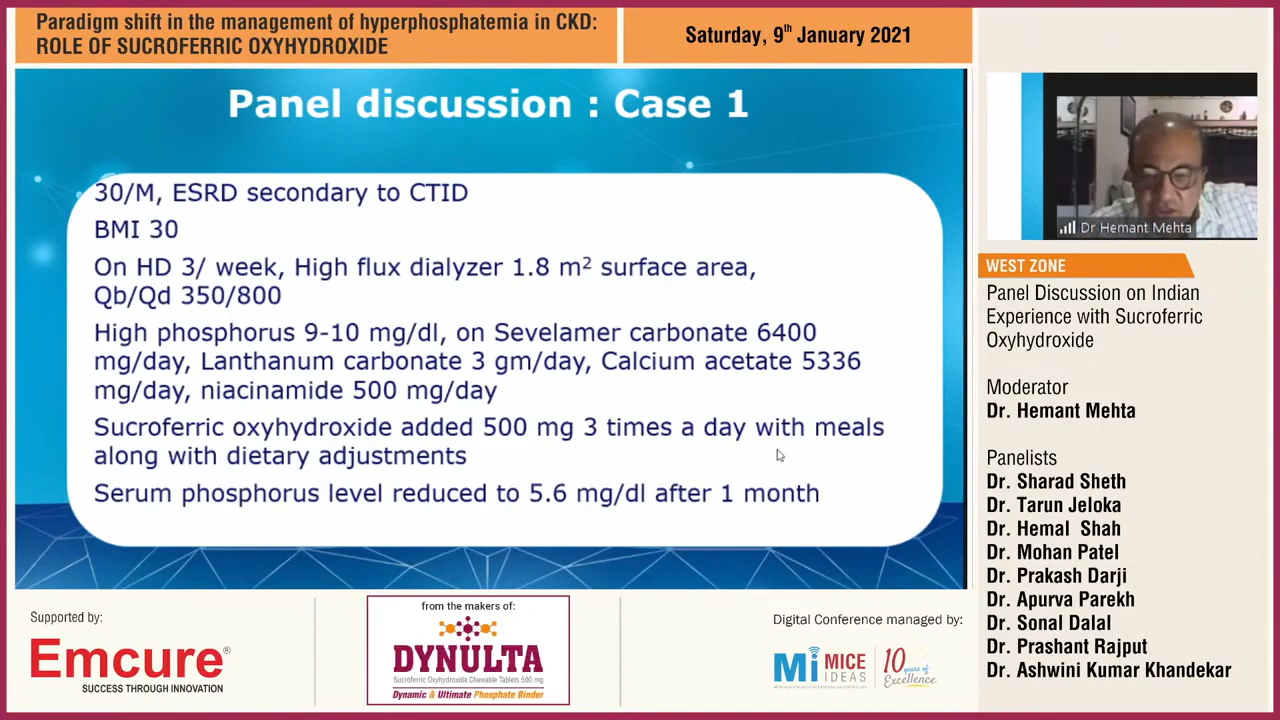 Paradigm shift in the management of hyperphosphatemia in CKD:
ROLE OF SUCROFERRIC OXYHYDROXIDE
Saturday, 9th January 2021
Panel discussion : Case 1
30/M, ESRD secondary to CTID
BMI 30
On HD 3/ week, High flux dialyzer 1.8 m² surface area,
Qb/Qd 350/800
High phosphorus 9-10 mg/dl, on Sevelamer carbonate 6400
mg/day, Lanthanum carbonate 3 gm/day, Calcium acetate 5336
mg/day, niacinamide 500 mg/day
Sucroferric oxyhydroxide added 500 mg 3 times a day with meals
along with dietary adjustments
Serum phosphorus level reduced to 5.6 mg/dl after 1 month
Dr Hemant Mehta
WEST ZONE
Panel Discussion on Indian
Experience with Sucroferric
Oxyhydroxide
Moderator
Dr. Hemant Mehta
Panelists
Dr. Sharad Sheth
Dr. Tarun Jeloka
Dr. Hemal Shah
Dr. Mohan Patel
Dr. Prakash Darji
Dr. Apurva Parekh
Dr. Sonal Dalal
Dr. Prashant Rajput
Dr. Ashwini Kumar Khandekar
Supported by:
Emcure®
SUCCESS THROUGH INNOVATION
from the makers of:
DYNULTA
Sucroferric Oxyhydroxide Chewable Tablets 500 mg
Dynamic & Ultimate Phosphate Binder
Digital Conference managed by:
Mi MICE
IDEAS
10 years of
Excellence